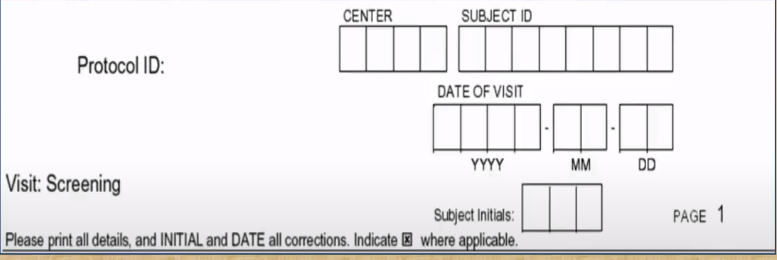 CENTER SUBJECT ID
Protocol ID:
DATE OF VISIT
- -
YYYY MM DD
Visit: Screening
Subject Initials: PAGE 1
Please print all details, and INITIAL and DATE all corrections. Indicate ☒ where applicable.